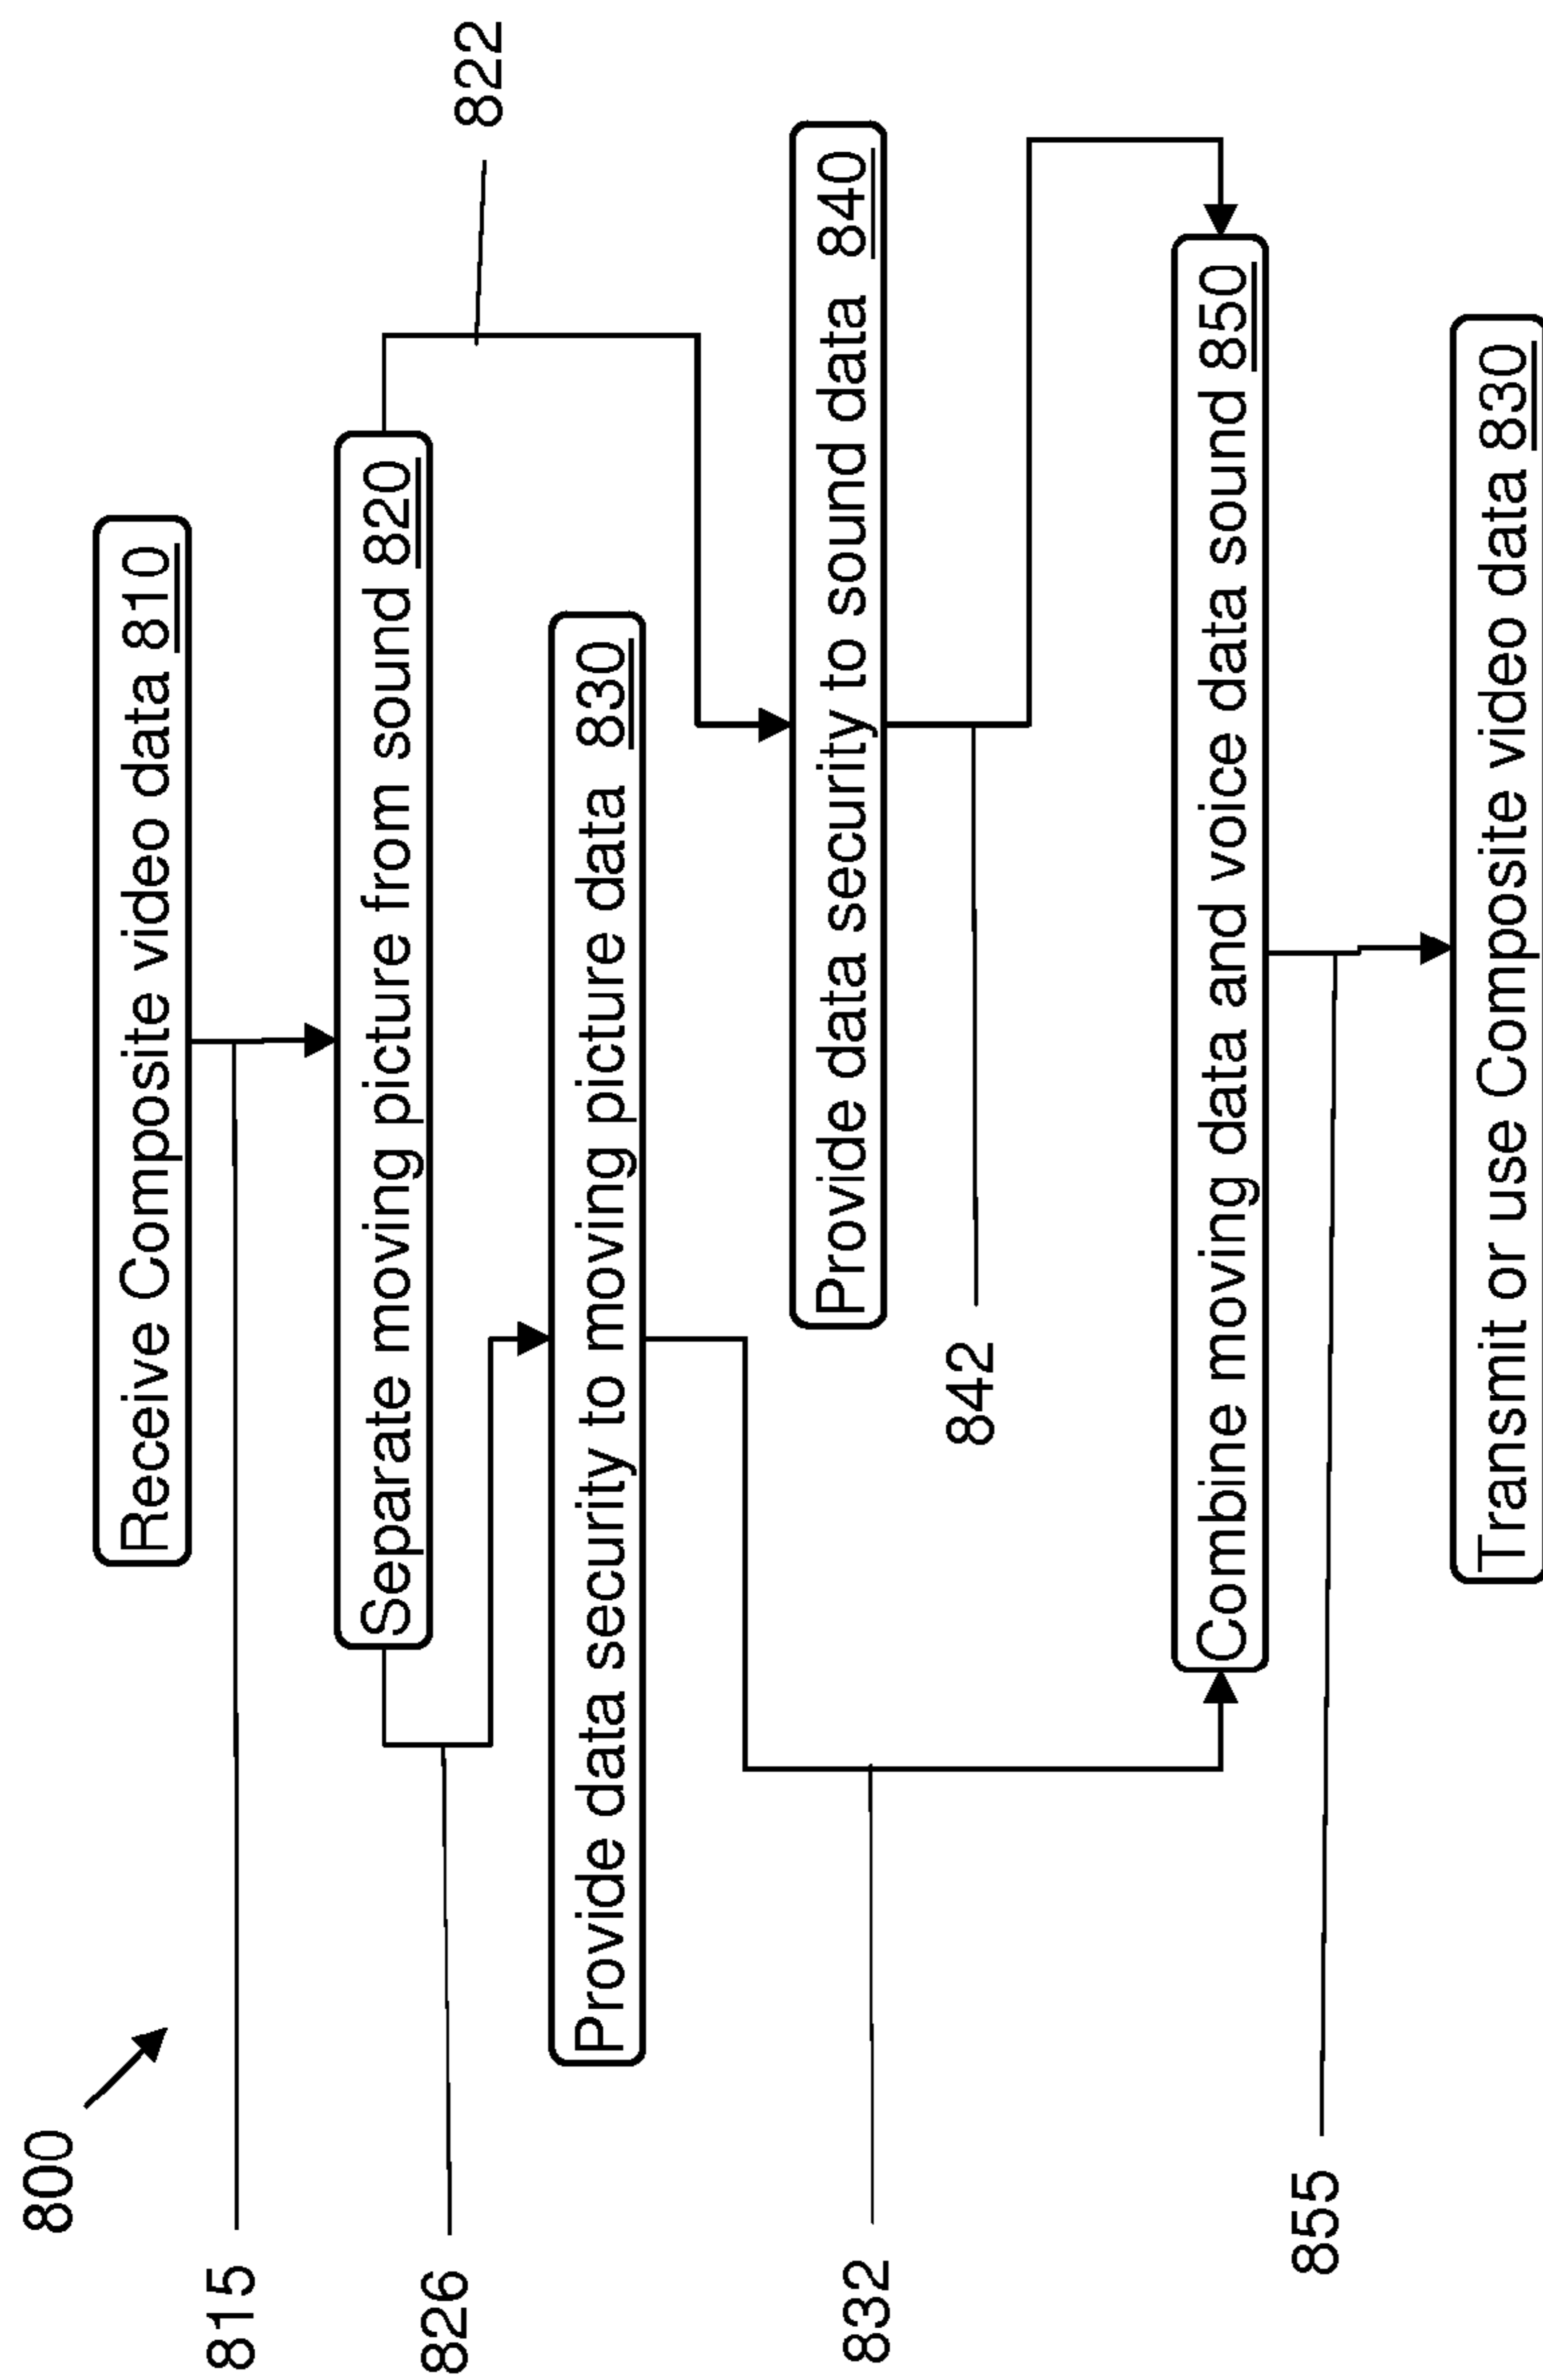 800
Receive Composite video data 810
815
Separate moving picture from sound 820
826
822
Provide data security to moving picture data 830
Provide data security to sound data 840
832
842
Combine moving data and voice data sound 850
855
Transmit or use Composite video data 830